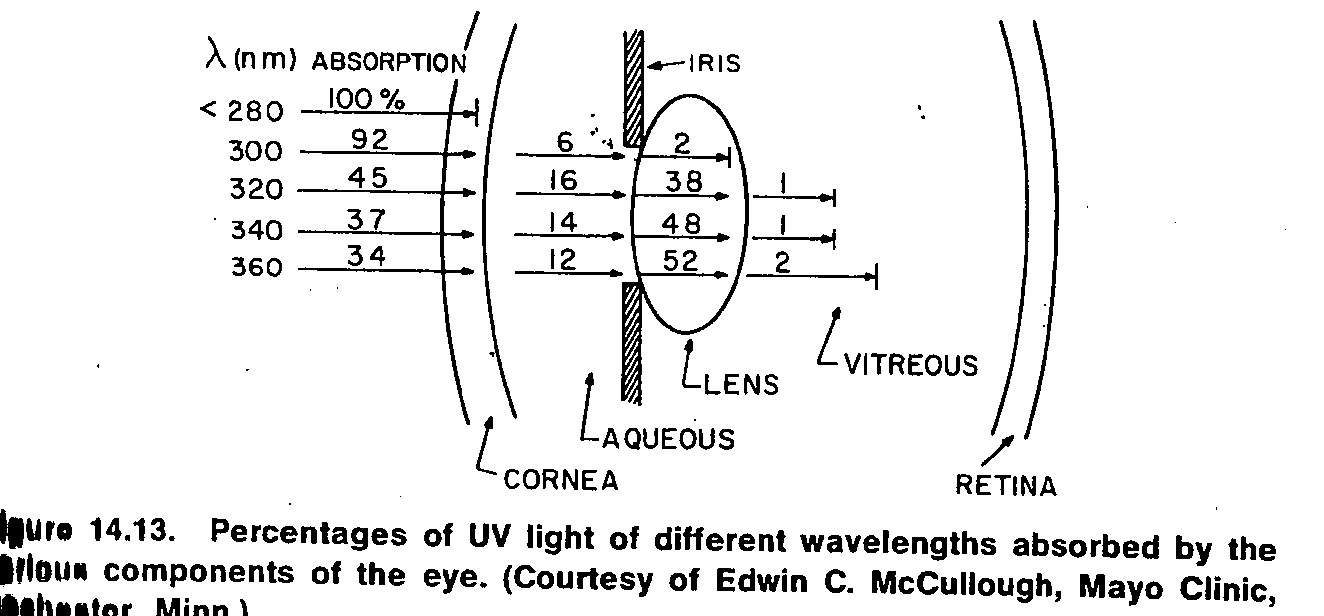 λ (nm) ABSORPTION
IRIS
< 280 100%
300 92 6 2
320 45 16 38 1
340 37 14 48 1
360 34 12 52 2
VITREOUS
LENS
AQUEOUS
CORNEA
RETINA
14.13. Percentages of UV light of different wavelengths absorbed by the
components of the eye. (Courtesy of Edwin C. McCullough, Mayo Clinic,
Minn.)